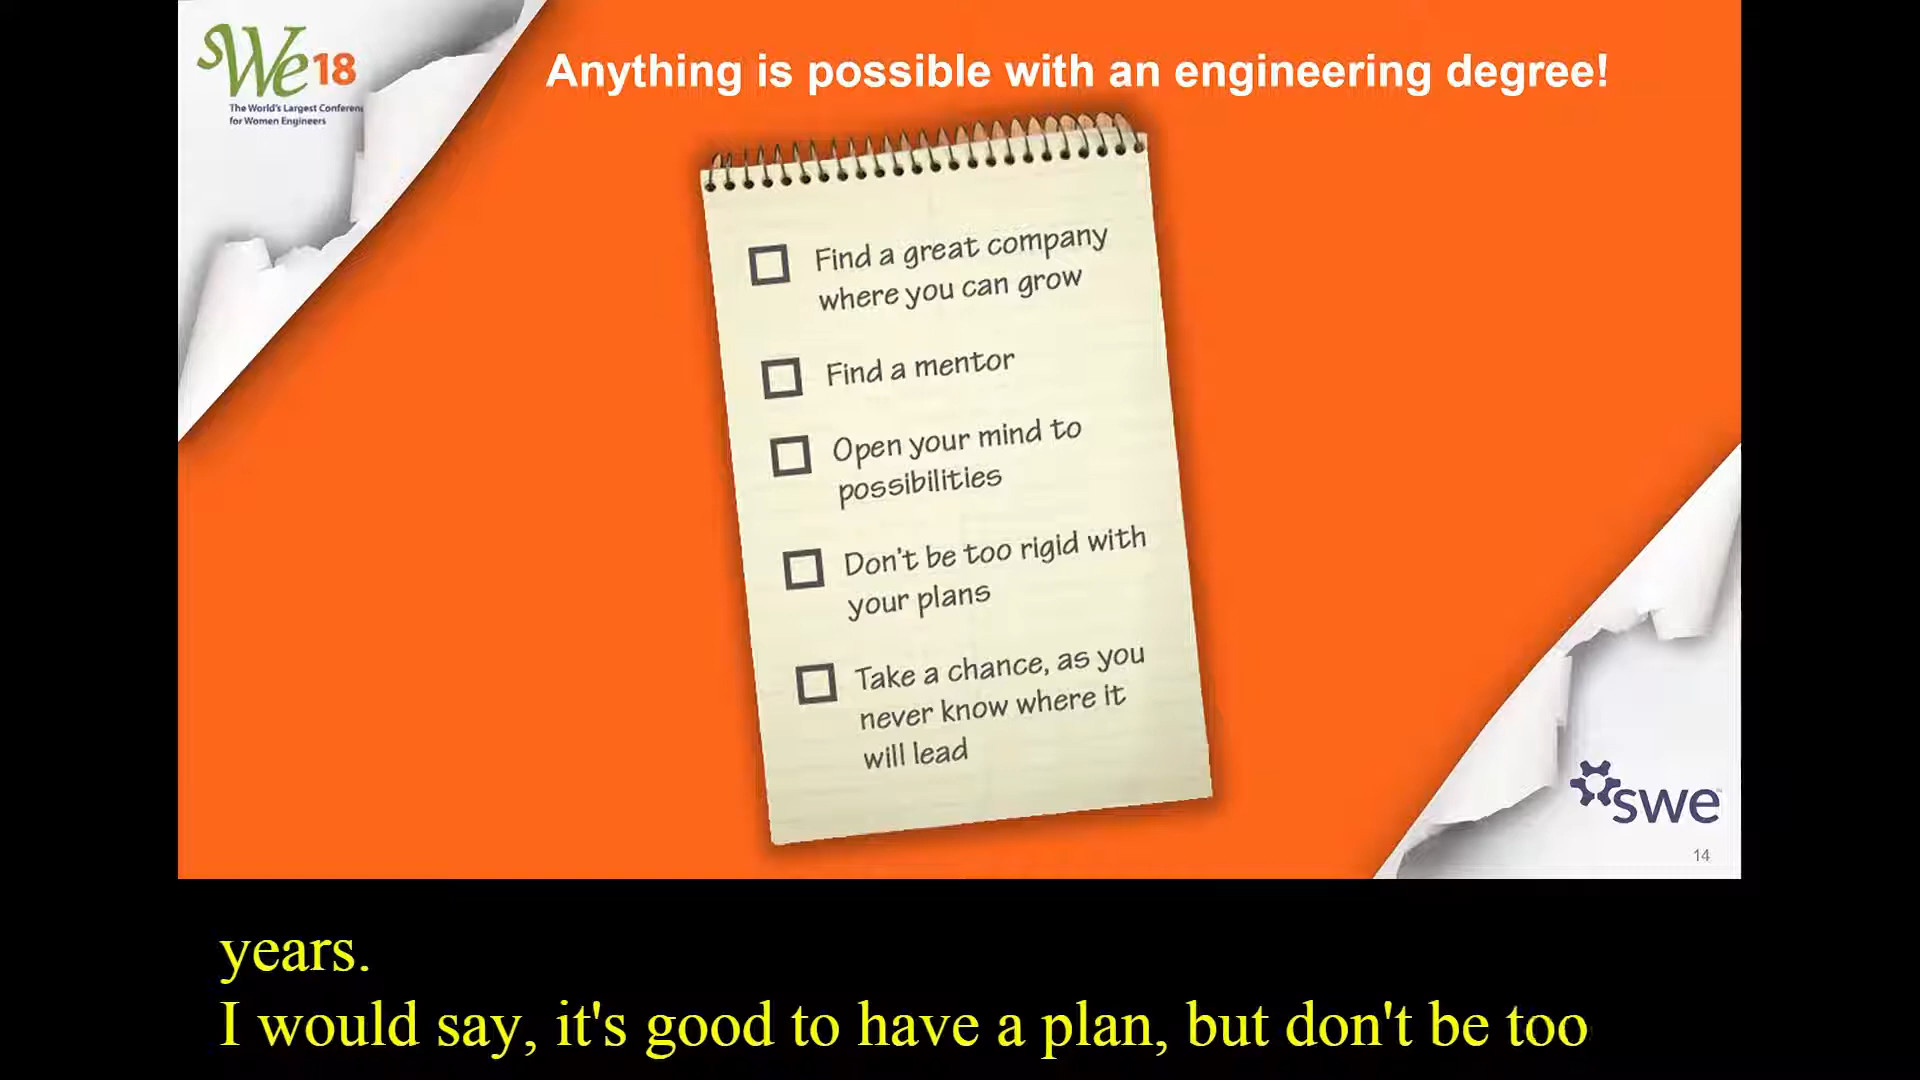 sWe18
The World's Largest Conferen
for Women Engineers
Anything is possible with an engineering degree!
Find a great company
where you can grow
Find a mentor
Open your mind to
possibilities
Don't be too rigid with
your plans
Take a chance, as you
never know where it
will lead
swe
14
years.
I would say, it's good to have a plan, but don't be too